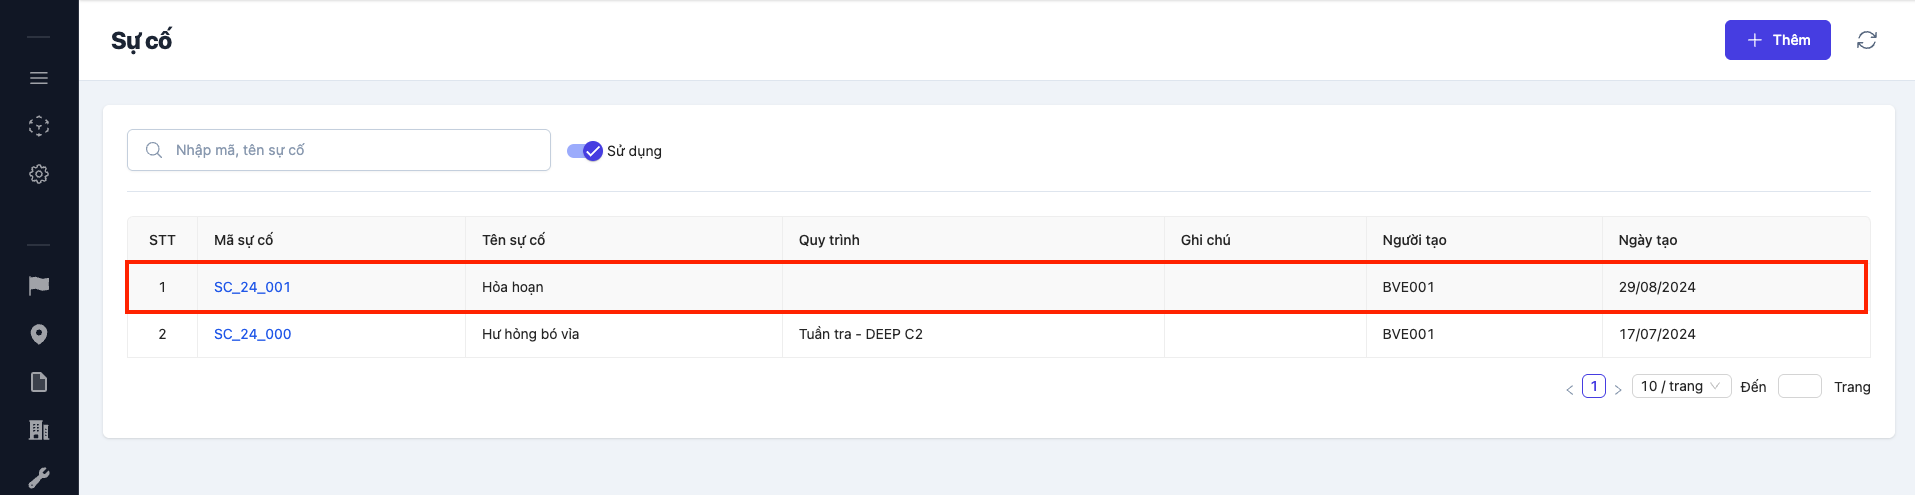 Sự cố
Thêm
Nhập mã, tên sự cố
Sử dụng
STT Mã sự cố Tên sự cố Quy trình Ghi chú Người tạo Ngày tạo
1 SC_24_001 Hỏa hoạn BVE001 29/08/2024
2 SC_24_000 Hư hỏng bó vỉa Tuần tra - DEEP C2 BVE001 17/07/2024
< 1 > 10 / trang Đến Trang